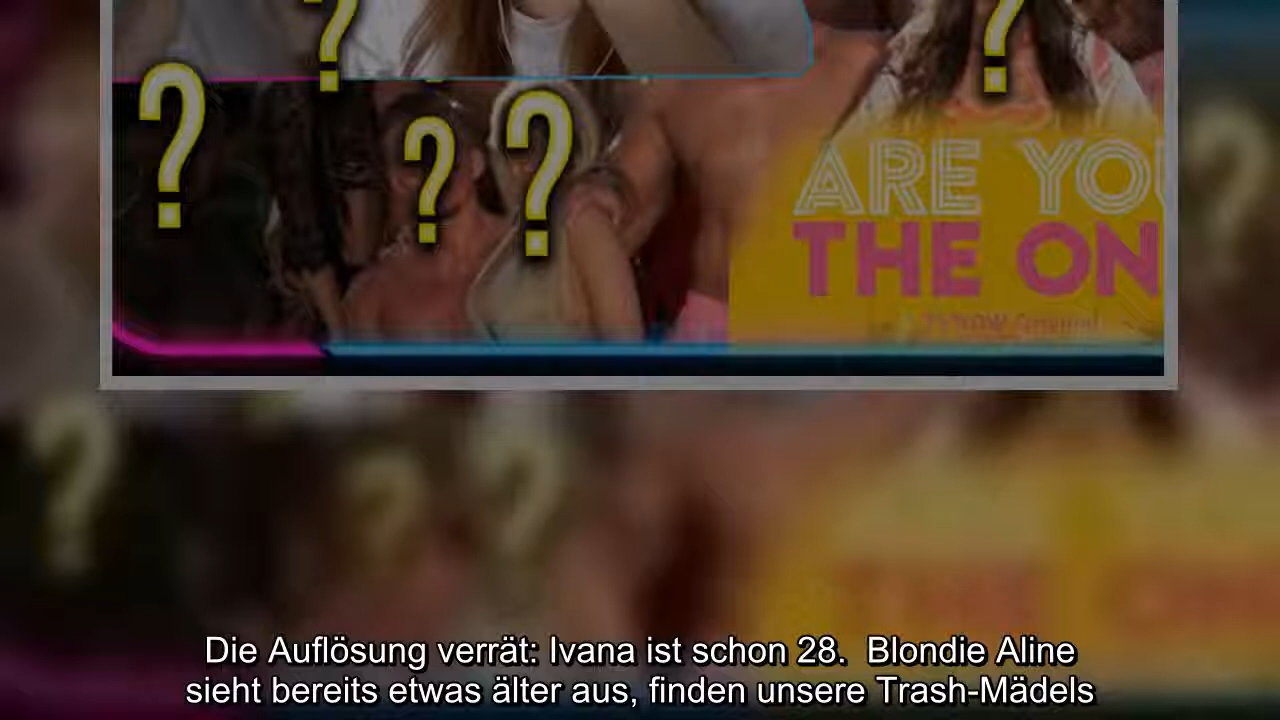 ?
?
?
?
?
ARE YOU
THE ON
Die Auflösung verrät: Ivana ist schon 28. Blondie Aline
sieht bereits etwas älter aus, finden unsere Trash-Mädels